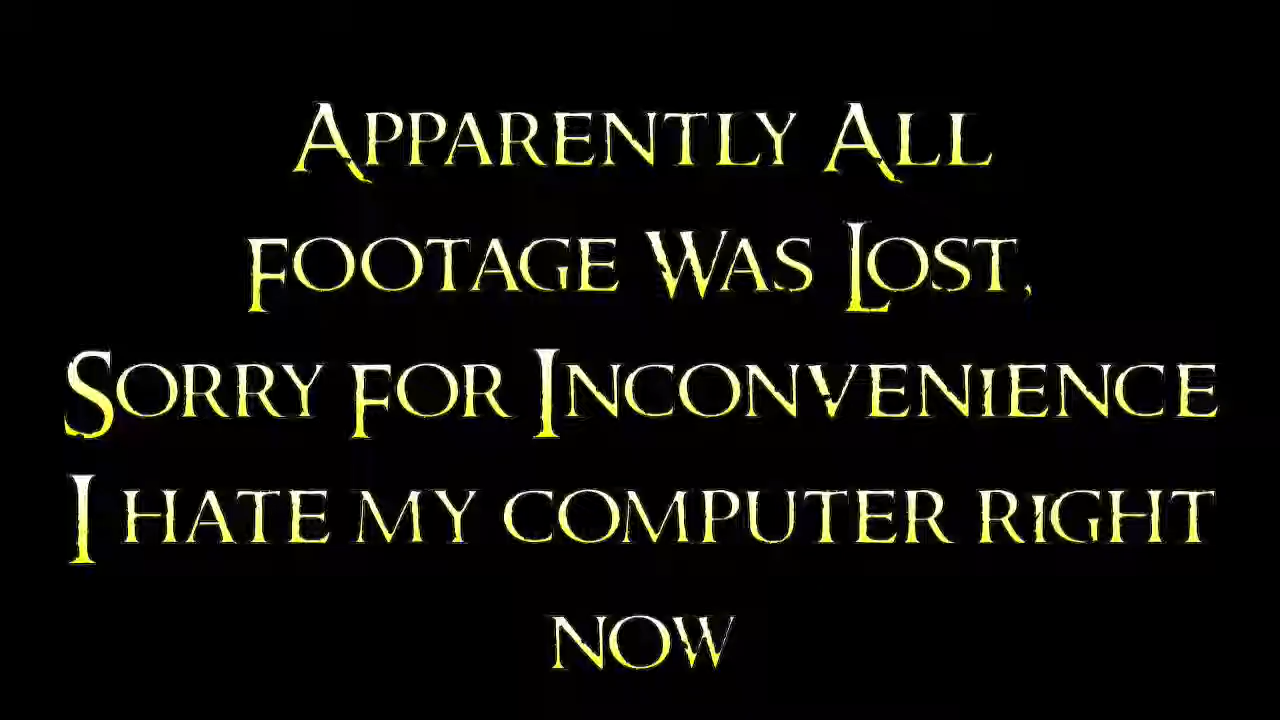 Apparently All
Footage Was Lost,
Sorry For Inconvenience
I hate my computer right
now